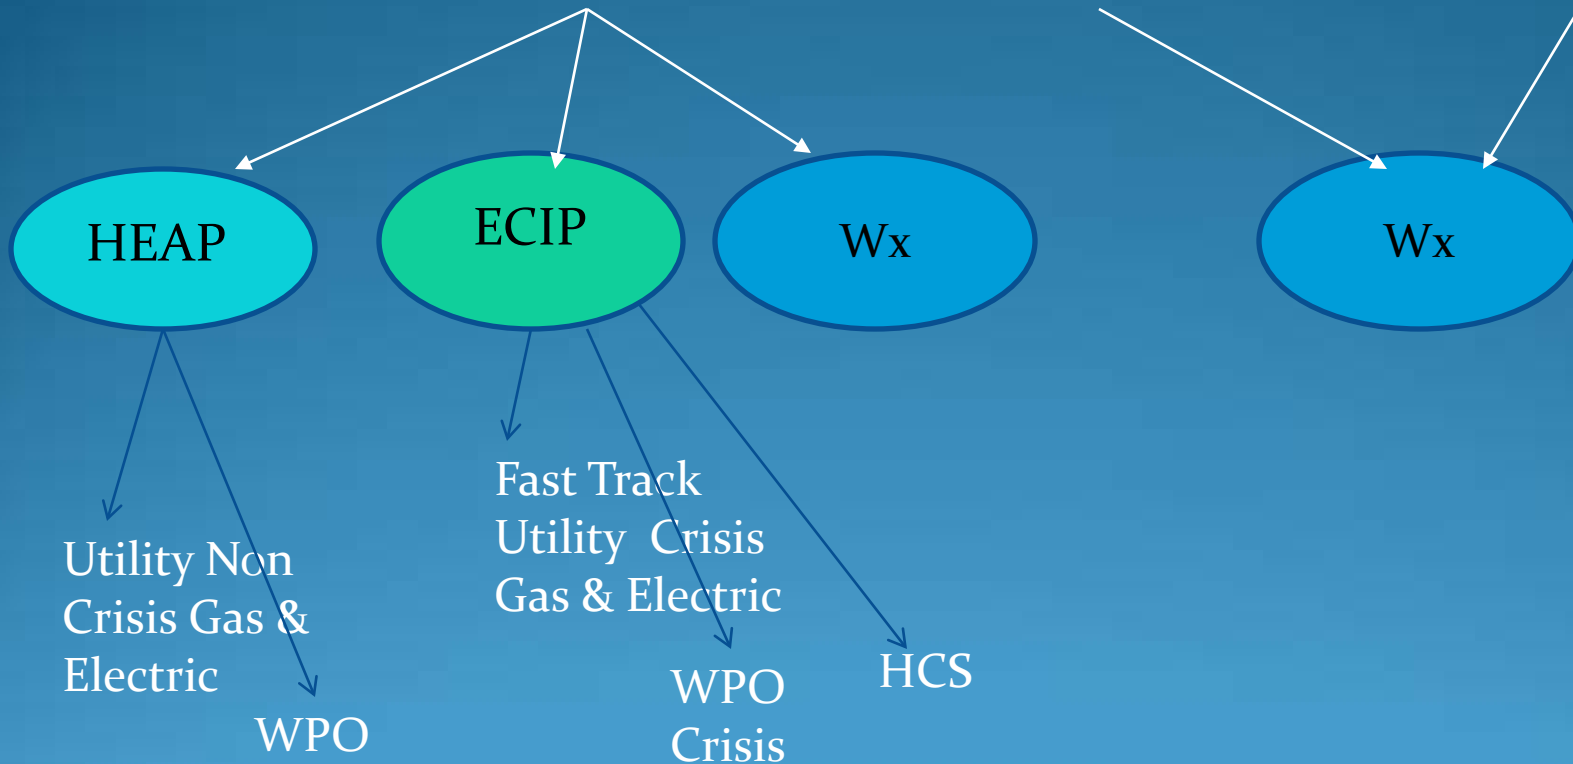 HEAP
ECIP
Wx
Wx
Utility Non
Crisis Gas &
Electric
WPO
Fast Track
Utility  Crisis
Gas & Electric
WPO
Crisis
HCS